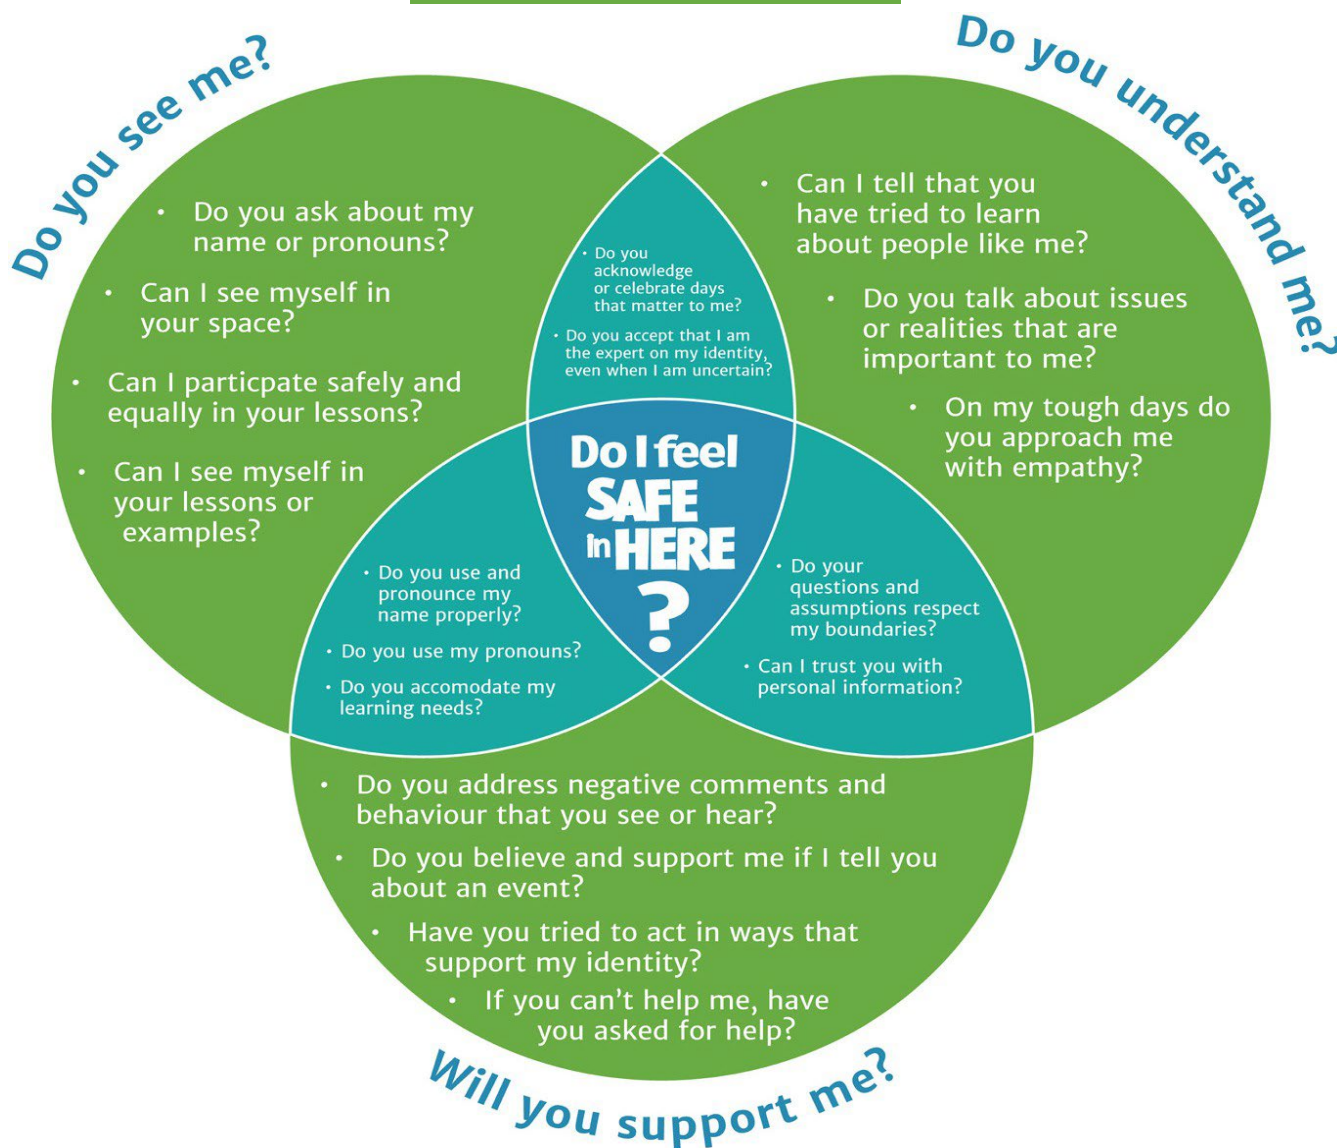 Do you see me?
• Do you ask about my
name or pronouns?
• Can I see myself in
your space?
• Can I particpate safely and
equally in your lessons?
• Can I see myself in
your lessons or
examples?
Do you understand me?
• Can I tell that you
have tried to learn
about people like me?
• Do you talk about issues
or realities that are
important to me?
• On my tough days do
you approach me
with empathy?
• Do you
acknowledge
or celebrate days
that matter to me?
• Do you accept that I am
the expert on my identity,
even when I am uncertain?
Do I feel
SAFE
in HERE
?
• Do you use and
pronounce my
name properly?
• Do you use my pronouns?
• Do you accomodate my
learning needs?
• Do your
questions and
assumptions respect
my boundaries?
• Can I trust you with
personal information?
• Do you address negative comments and
behaviour that you see or hear?
• Do you believe and support me if I tell you
about an event?
• Have you tried to act in ways that
support my identity?
• If you can’t help me, have
you asked for help?
Will you support me?